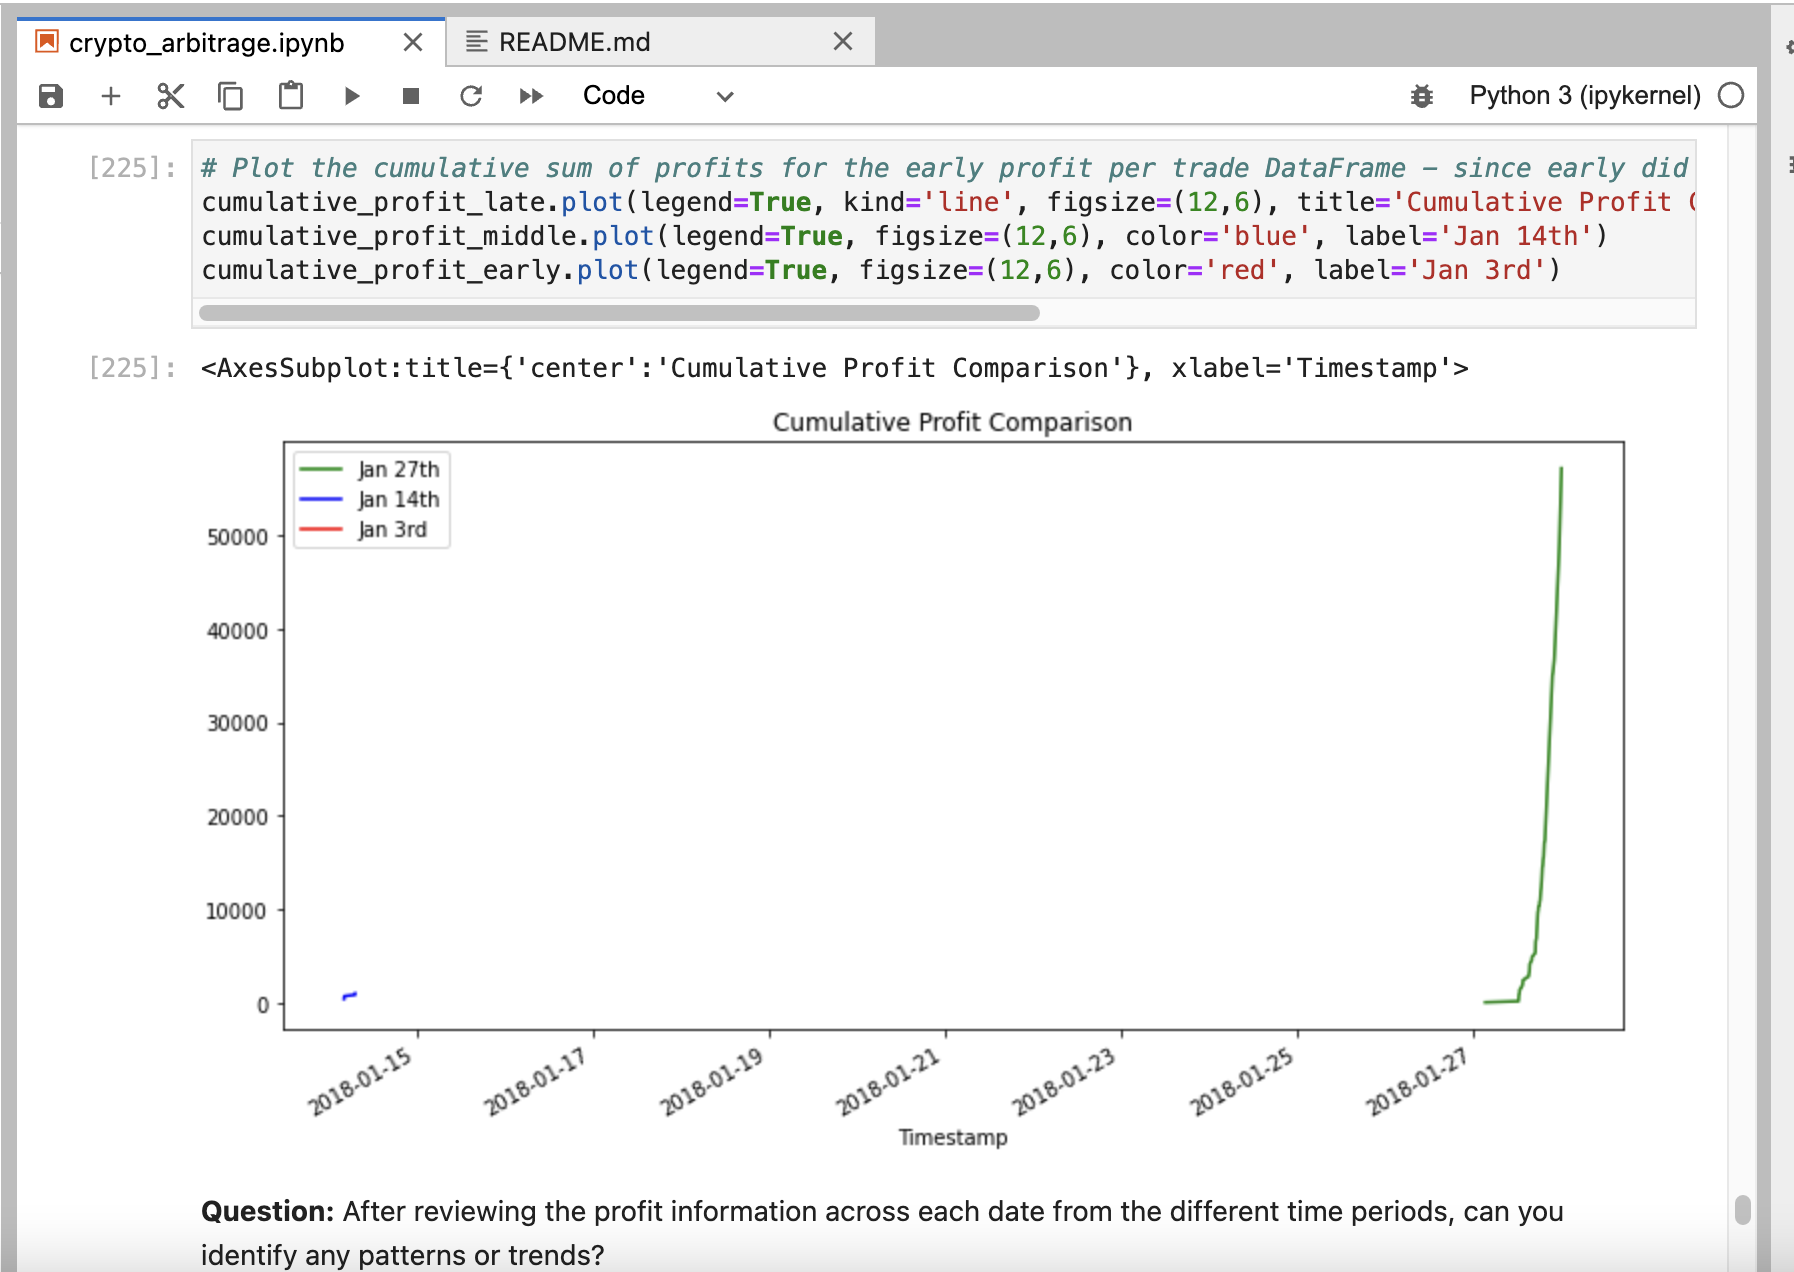 crypto_arbitrage.ipynb
README.md
Code
Python 3 (ipykernel)
[225]:
# Plot the cumulative sum of profits for the early profit per trade DataFrame – since early did
cumulative_profit_late.plot(legend=True, kind='line', figsize=(12,6), title='Cumulative Profit
cumulative_profit_middle.plot(legend=True, figsize=(12,6), color='blue', label='Jan 14th')
cumulative_profit_early.plot(legend=True, figsize=(12,6), color='red', label='Jan 3rd')
[225]:
<AxesSubplot:title={'center':'Cumulative Profit Comparison'}, xlabel='Timestamp'>
Cumulative Profit Comparison
Jan 27th
Jan 14th
Jan 3rd
50000
40000
30000
20000
10000
0
2018-01-15
2018-01-17
2018-01-19
2018-01-21
2018-01-23
2018-01-25
2018-01-27
Timestamp
Question: After reviewing the profit information across each date from the different time periods, can you
identify any patterns or trends?